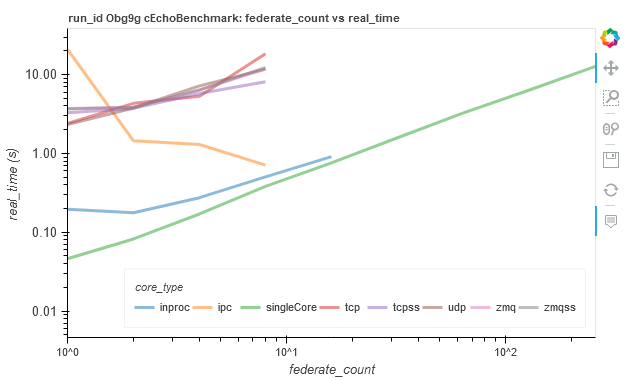 run_id Obg9g cEchoBenchmark: federate_count vs real_time
10.00
1.00
0.10
0.01
real_time (s)
core_type
inproc ipc singleCore tcp tcpss udp zmq zmqss
10^0 10^1 10^2
federate_count